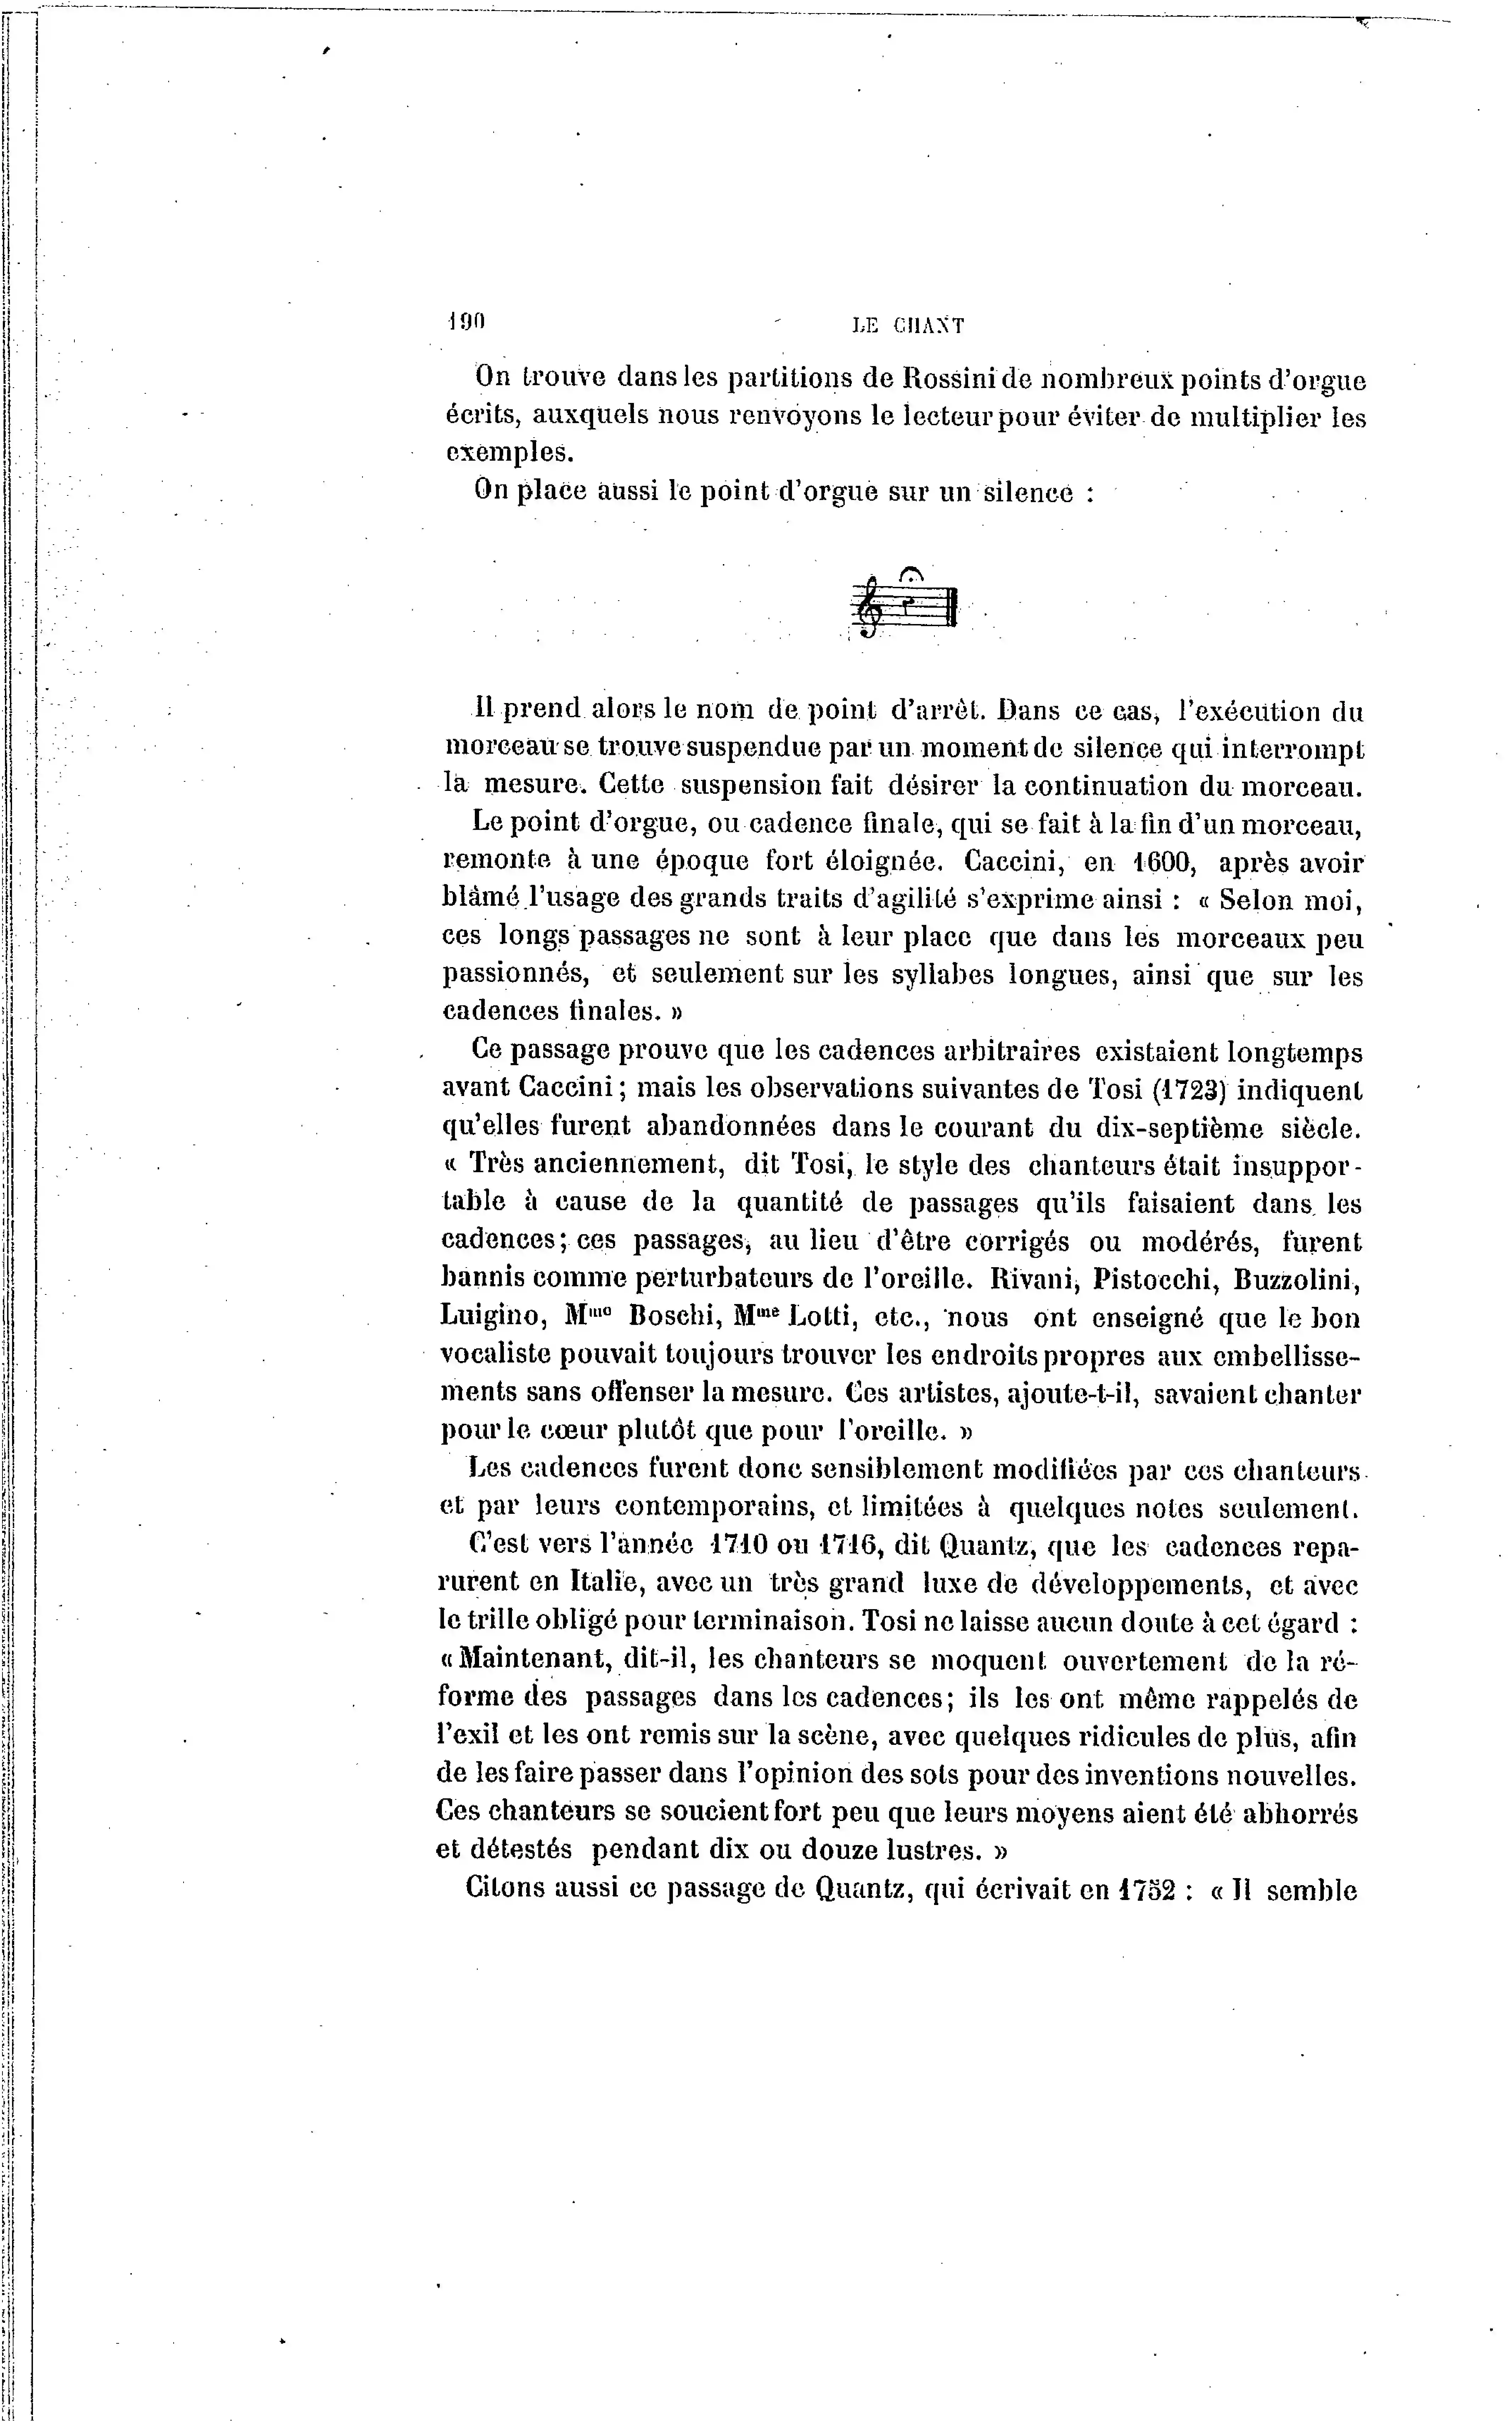 190
LE CHANT
On trouve dans les partitions de Rossini de nombreux points d'orgue
écrits, auxquels nous renvoyons le lecteur pour éviter de multiplier les
exemples.
On place aussi le point d'orgue sur un silence :
Il prend alors le nom de point d'arrêt. Dans ce cas, l'exécution du
morceau se trouve suspendue par un moment de silence qui interrompt
la mesure. Cette suspension fait désirer la continuation du morceau.
Le point d'orgue, ou cadence finale, qui se fait à la fin d'un morceau,
remonte à une époque fort éloignée. Caccini, en 1600, après avoir
blâmé l'usage des grands traits d'agilité s'exprime ainsi : « Selon moi,
ces longs passages ne sont à leur place que dans les morceaux peu
passionnés, et seulement sur les syllabes longues, ainsi que sur les
cadences finales. »
Ce passage prouve que les cadences arbitraires existaient longtemps
avant Caccini ; mais les observations suivantes de Tosi (1723) indiquent
qu'elles furent abandonnées dans le courant du dix-septième siècle.
« Très anciennement, dit Tosi, le style des chanteurs était insuppor-
table à cause de la quantité de passages qu'ils faisaient dans les
cadences ; ces passages, au lieu d'être corrigés ou modérés, furent
bannis comme perturbateurs de l'oreille. Rivani, Pistocchi, Buzzolini,
Luigino, Mme Boschi, Mme Lotti, etc., nous ont enseigné que le bon
vocaliste pouvait toujours trouver les endroits propres aux embellisse-
ments sans offenser la mesure. Ces artistes, ajoute-t-il, savaient chanter
pour le cœur plutôt que pour l'oreille. »
Les cadences furent donc sensiblement modifiées par ces chanteurs
et par leurs contemporains, et limitées à quelques notes seulement.
C'est vers l'année 1710 ou 1716, dit Quantz, que les cadences repa-
rurent en Italie, avec un très grand luxe de développements, et avec
le trille obligé pour terminaison. Tosi ne laisse aucun doute à cet égard :
« Maintenant, dit-il, les chanteurs se moquent ouvertement de la ré-
forme des passages dans les cadences ; ils les ont même rappelés de
l'exil et les ont remis sur la scène, avec quelques ridicules de plus, afin
de les faire passer dans l'opinion des sots pour des inventions nouvelles.
Ces chanteurs se soucient fort peu que leurs moyens aient été abhorrés
et détestés pendant dix ou douze lustres. »
Citons aussi ce passage de Quantz, qui écrivait en 1752 : « Il semble